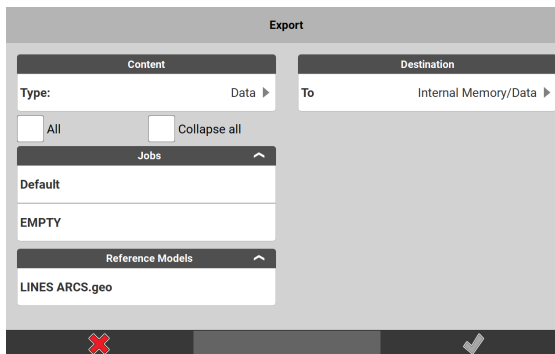 Export
Content
Type: Data
All Collapse all
Jobs
Default
EMPTY
Reference Models
LINES ARCS.geo
Destination
To Internal Memory/Data